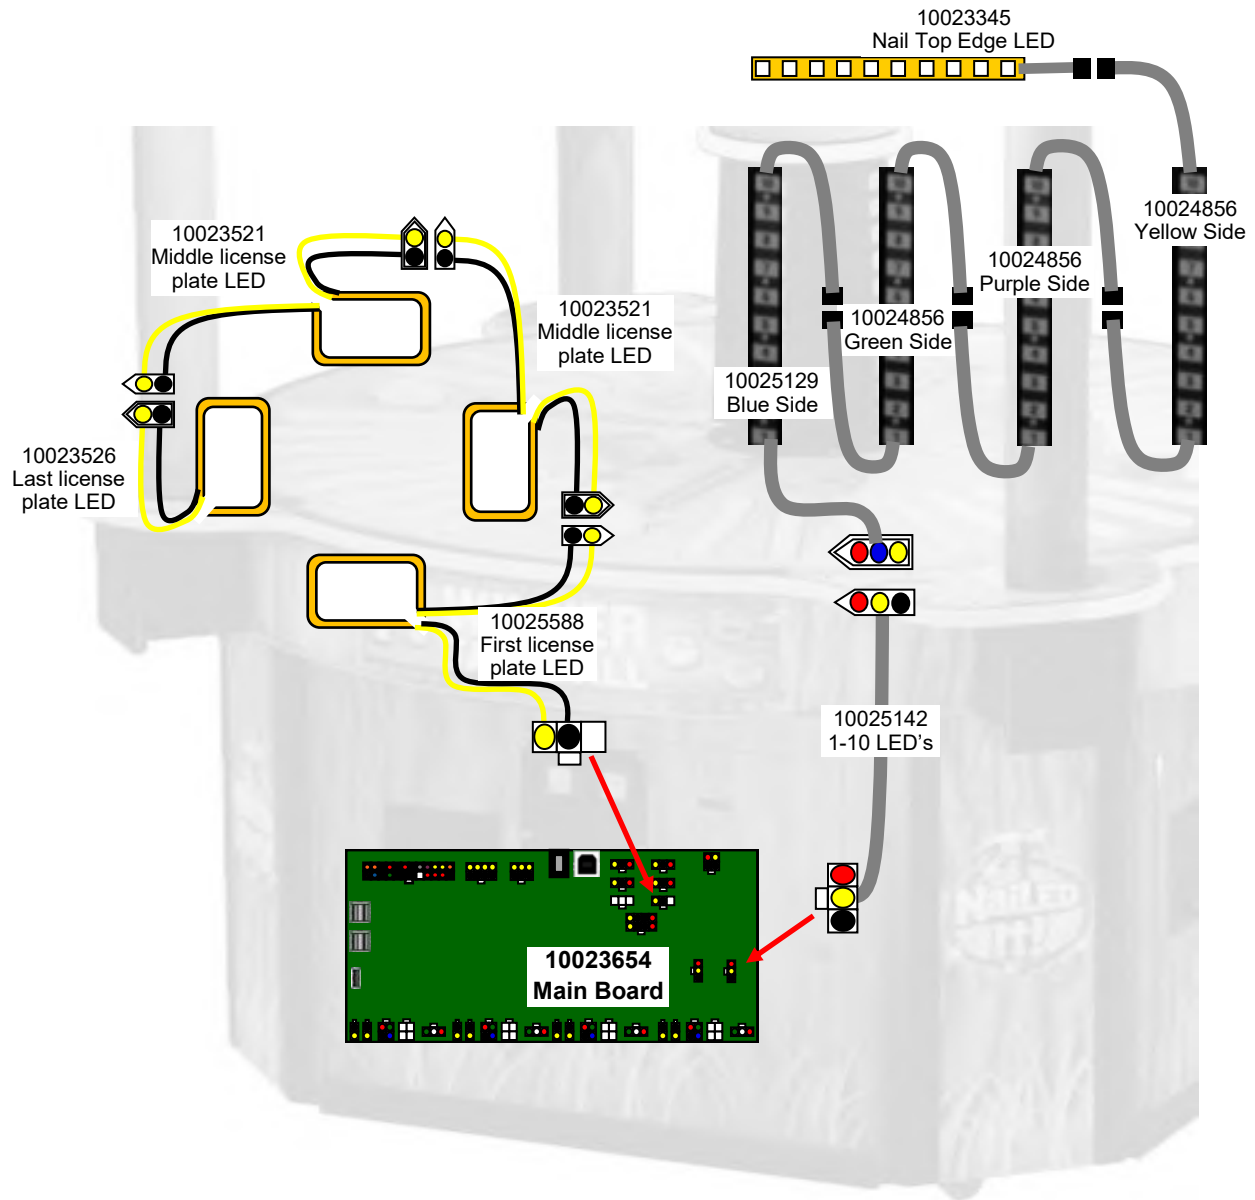 10023345
Nail Top Edge LED
10023521
Middle license
plate LED
10024856
Yellow Side
10024856
Purple Side
10023521
Middle license
plate LED
10024856
Green Side
10025129
Blue Side
10023526
Last license
plate LED
10025588
First license
plate LED
10025142
1-10 LED's
NaiLED
iTT!!
10023654
Main Board